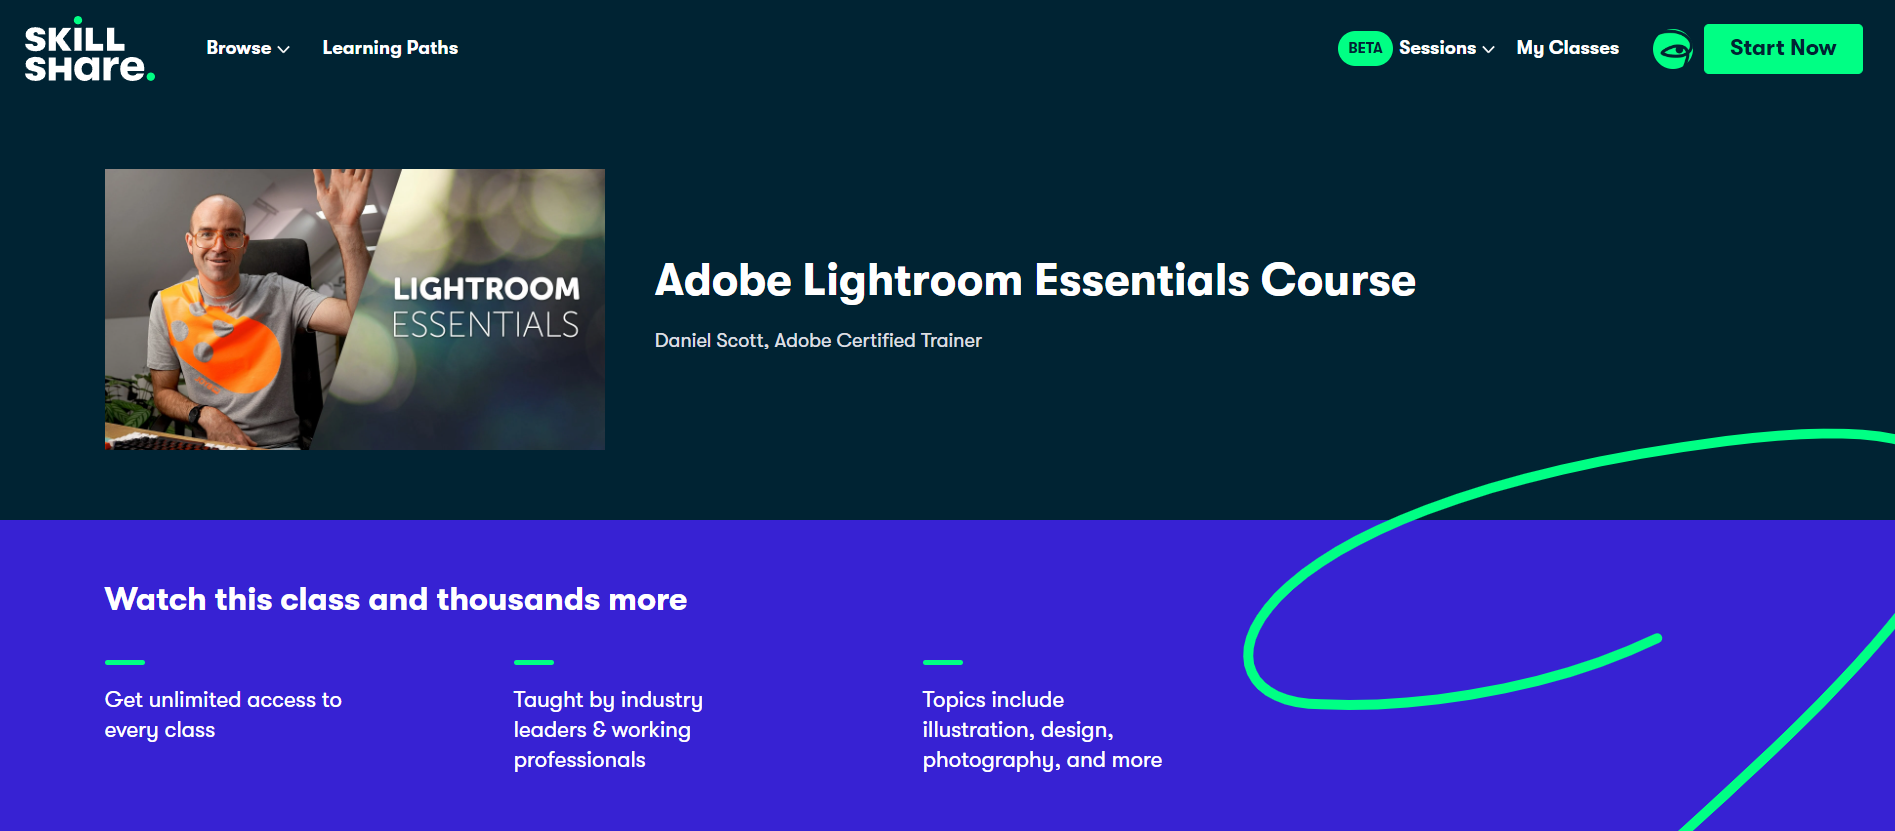 SKILL
SHare.
Browse
Learning Paths
BETA
Sessions
My Classes
Start Now
LIGHTROOM
ESSENTIALS
Adobe Lightroom Essentials Course
Daniel Scott, Adobe Certified Trainer
Watch this class and thousands more
Get unlimited access to
every class
Taught by industry
leaders & working
professionals
Topics include
illustration, design,
photography, and more